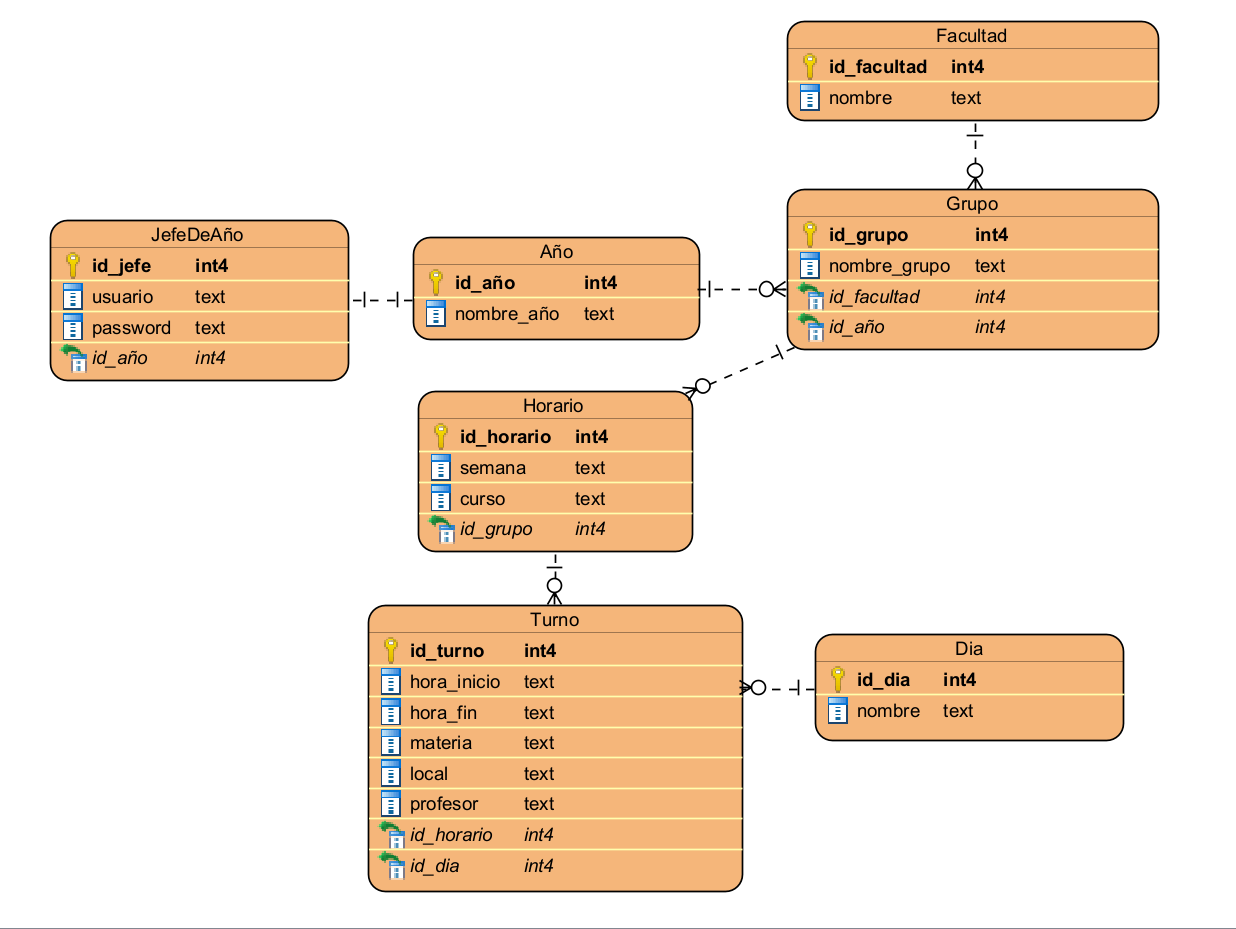 Facultad
id_facultad int4
nombre text
Grupo
id_grupo int4
nombre_grupo text
id_facultad int4
id_año int4
JefeDeAño
id_jefe int4
usuario text
password text
id_año int4
Año
id_año int4
nombre_año text
Horario
id_horario int4
semana text
curso text
id_grupo int4
Turno
id_turno int4
hora_inicio text
hora_fin text
materia text
local text
profesor text
id_horario int4
id_dia int4
Dia
id_dia int4
nombre text